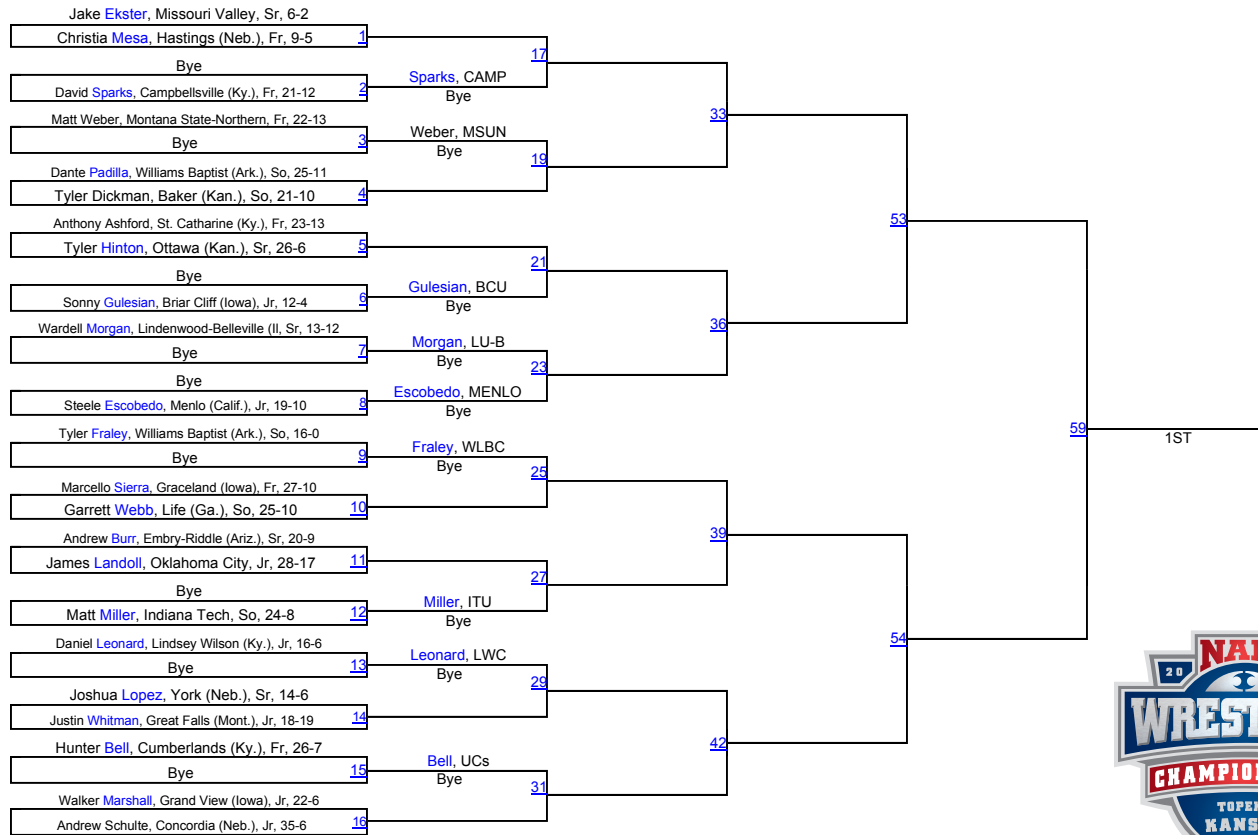 Jake Ekster, Missouri Valley, Sr, 6-2
Christia Mesa, Hastings (Neb.), Fr, 9-5
1
17
Bye
Sparks, CAMP
David Sparks, Campbellsville (Ky.), Fr, 21-12
2
Bye
33
Matt Weber, Montana State-Northern, Fr, 22-13
Weber, MSUN
Bye
3
Bye
19
Dante Padilla, Williams Baptist (Ark.), So, 25-11
Tyler Dickman, Baker (Kan.), So, 21-10
4
53
Anthony Ashford, St. Catharine (Ky.), Fr, 23-13
Tyler Hinton, Ottawa (Kan.), Sr, 26-6
5
21
Bye
Gulesian, BCU
Sonny Gulesian, Briar Cliff (Iowa), Jr, 12-4
6
Bye
36
Wardell Morgan, Lindenwood-Belleville (Il, Sr, 13-12
Morgan, LU-B
Bye
7
Bye
23
Bye
Escobedo, MENLO
Steele Escobedo, Menlo (Calif.), Jr, 19-10
8
Bye
59
1ST
Tyler Fraley, Williams Baptist (Ark.), So, 16-0
Fraley, WLBC
Bye
9
Bye
25
Marcello Sierra, Graceland (Iowa), Fr, 27-10
Garrett Webb, Life (Ga.), So, 25-10
10
39
Andrew Burr, Embry-Riddle (Ariz.), Sr, 20-9
James Landoll, Oklahoma City, Jr, 28-17
11
27
Bye
Miller, ITU
Matt Miller, Indiana Tech, So, 24-8
12
Bye
54
Daniel Leonard, Lindsey Wilson (Ky.), Jr, 16-6
Leonard, LWC
Bye
13
Bye
29
Joshua Lopez, York (Neb.), Sr, 14-6
Justin Whitman, Great Falls (Mont.), Jr, 18-19
14
42
Hunter Bell, Cumberlands (Ky.), Fr, 26-7
Bell, UCs
Bye
15
Bye
31
Walker Marshall, Grand View (Iowa), Jr, 22-6
Andrew Schulte, Concordia (Neb.), Jr, 35-6
16
20